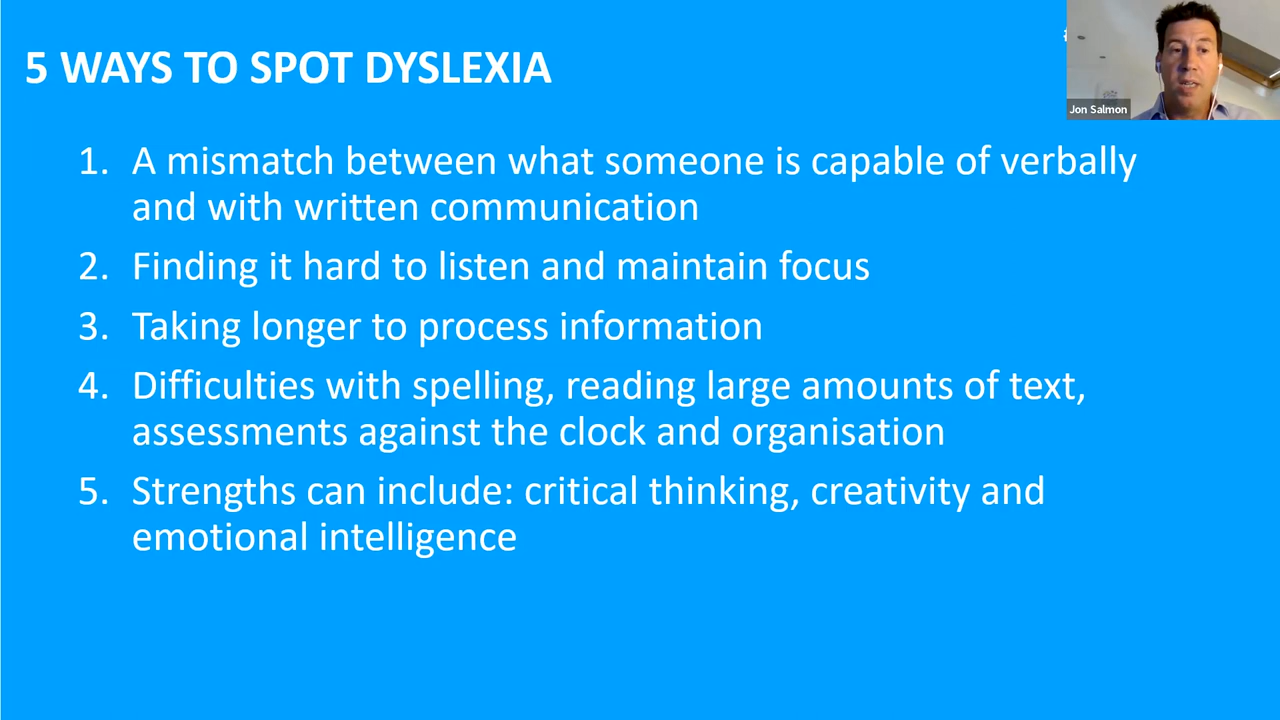 5 WAYS TO SPOT DYSLEXIA
Jon Salmon
1. A mismatch between what someone is capable of verbally
and with written communication
2. Finding it hard to listen and maintain focus
3. Taking longer to process information
4. Difficulties with spelling, reading large amounts of text,
assessments against the clock and organisation
5. Strengths can include: critical thinking, creativity and
emotional intelligence